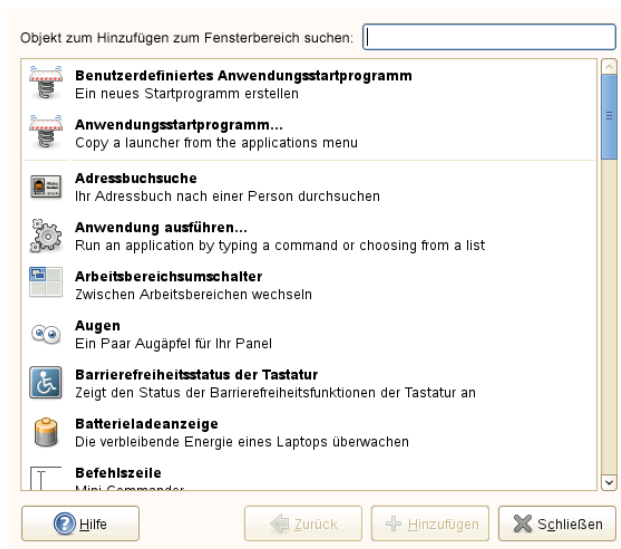 Objekt zum Hinzufügen zum Fensterbereich suchen:
Benutzerdefiniertes Anwendungsstartprogramm
Ein neues Startprogramm erstellen
Anwendungsstartprogramm...
Copy a launcher from the applications menu
Adressbuchsuche
Ihr Adressbuch nach einer Person durchsuchen
Anwendung ausführen...
Run an application by typing a command or choosing from a list
Arbeitsbereichsumschalter
Zwischen Arbeitsbereichen wechseln
Augen
Ein Paar Augäpfel für Ihr Panel
Barrierefreiheitsstatus der Tastatur
Zeigt den Status der Barrierefreiheitsfunktionen der Tastatur an
Batterieladeanzeige
Die verbleibende Energie eines Laptops überwachen
Befehlszeile
Mini-Commander
Hilfe Zurück Hinzufügen Schließen